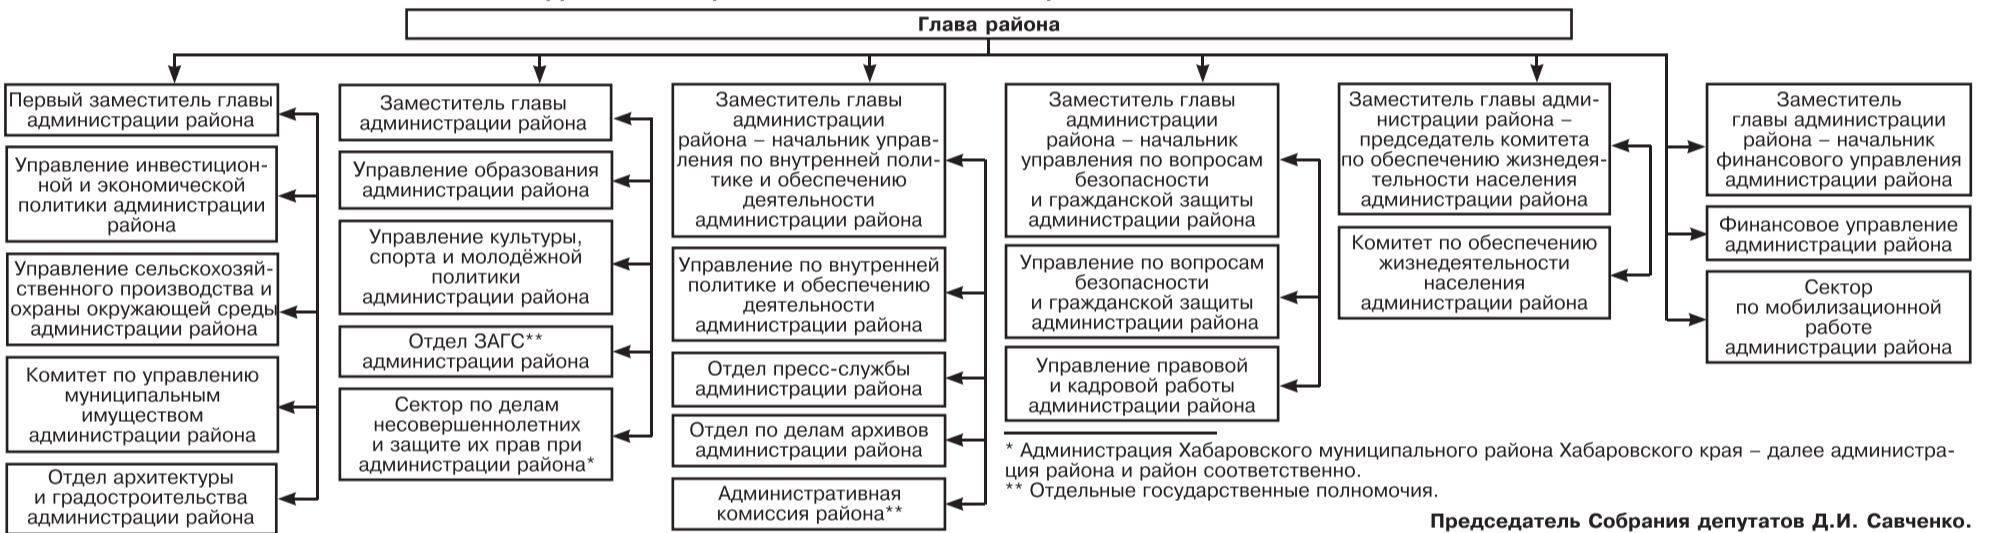 Глава района
Первый заместитель главы
администрации района
Управление инвестицион-
ной и экономической
политики администрации
района
Управление сельскохозяй-
ственного производства и
охраны окружающей среды
администрации района
Комитет по управлению
муниципальным
имуществом
администрации района
Отдел архитектуры
и градостроительства
администрации района
Заместитель главы
администрации района
Управление образования
администрации района
Управление культуры,
спорта и молодёжной
политики
администрации района
Отдел ЗАГС**
администрации района
Сектор по делам
несовершеннолетних
и защите их прав при
администрации района*
Заместитель главы
администрации
района – начальник управ-
ления по внутренней поли-
тике и обеспечению
деятельности
администрации района
Управление по внутренней
политике и обеспечению
деятельности
администрации района
Отдел пресс-службы
администрации района
Отдел по делам архивов
администрации района
Административная
комиссия района**
Заместитель главы
администрации
района – начальник
управления по вопросам
безопасности
и гражданской защиты
администрации района
Управление по вопросам
безопасности
и гражданской защиты
администрации района
Управление правовой
и кадровой работы
администрации района
Заместитель главы адми-
нистрации района –
председатель комитета
по обеспечению жизнедея-
тельности населения
администрации района
Комитет по обеспечению
жизнедеятельности
населения
администрации района
Заместитель
главы администрации
района – начальник
финансового управления
администрации района
Финансовое управление
администрации района
Сектор
по мобилизационной
работе
администрации района
* Администрация Хабаровского муниципального района Хабаровского края – далее администра-
ция района и район соответственно.
** Отдельные государственные полномочия.
Председатель Собрания депутатов Д.И. Савченко.